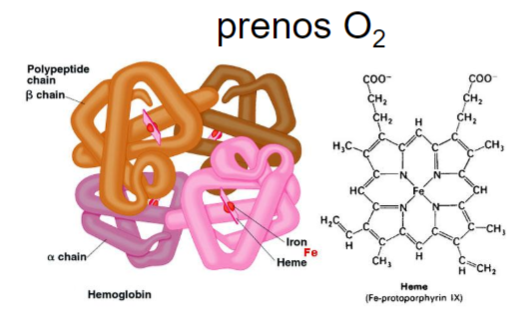 prenos O₂
Polypeptide
chain
β chain
α chain
Iron
Fe
Heme
Hemoglobin
COO⁻ COO⁻
CH₂ CH₂
CH₂ CH₂
H
H₃C C C C C CH₃
C C C C
C N N C
HC Fe CH
C N N C
H₂C C C C C CH₃
C C C C C
H CH₃ H C CH₂
H
Heme
(Fe-protoporphyrin IX)